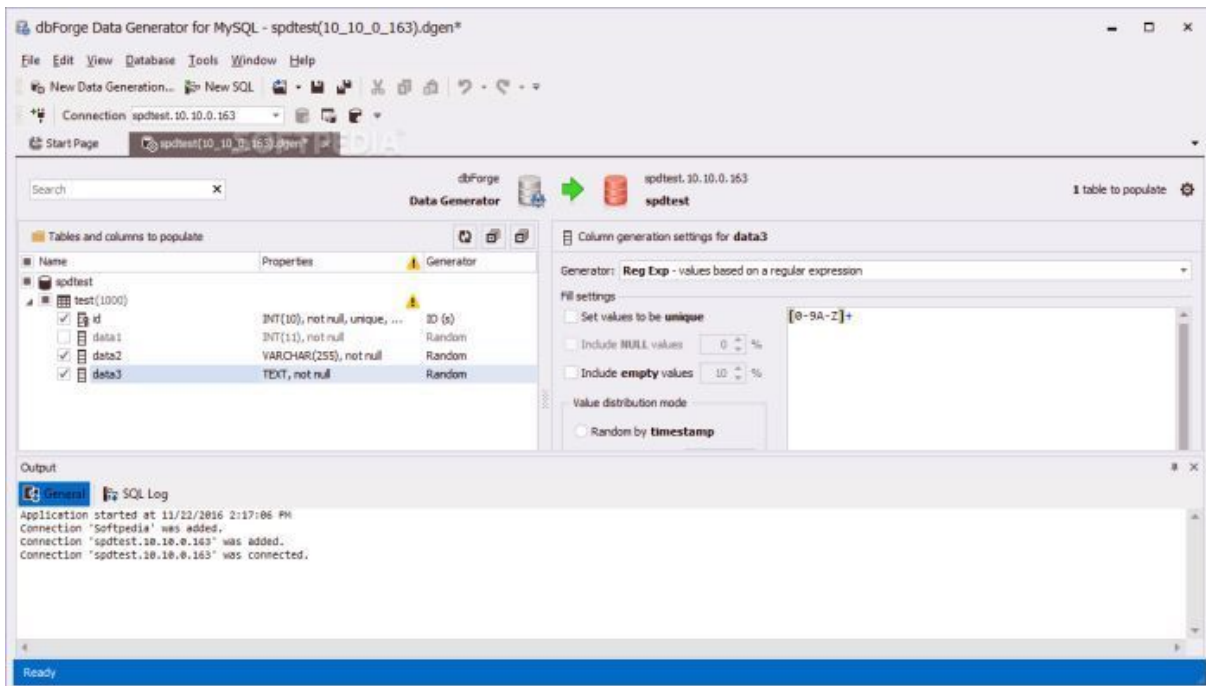 dbForge Data Generator for MySQL - spdtest(10_10_0_163).dgen*
File Edit View Database Tools Window Help
New Data Generation... New SQL
Connection spdtest.10.10.0.163
SOFTPEDIA
Start Page spdtest(10_10_0_163).dgen*
Search
dbForge
Data Generator
spdtest.10.10.0.163
spdtest
1 table to populate
Tables and columns to populate
Name Properties Generator
spdtest
test(1000)
id INT(10), not null, unique, ... ID (s)
data1 INT(11), not null Random
data2 VARCHAR(255), not null Random
data3 TEXT, not null Random
Column generation settings for data3
Generator: Reg Exp - values based on a regular expression
Fill settings
Set values to be unique
Include NULL values 0 %
Include empty values 10 %
Value distribution mode
Random by timestamp
[0-9A-Z]+
Output
General SQL Log
Application started at 11/22/2016 2:17:06 PM
Connection 'Softpedia' was added.
Connection 'spdtest.10.10.0.163' was added.
Connection 'spdtest.10.10.0.163' was connected.
Ready